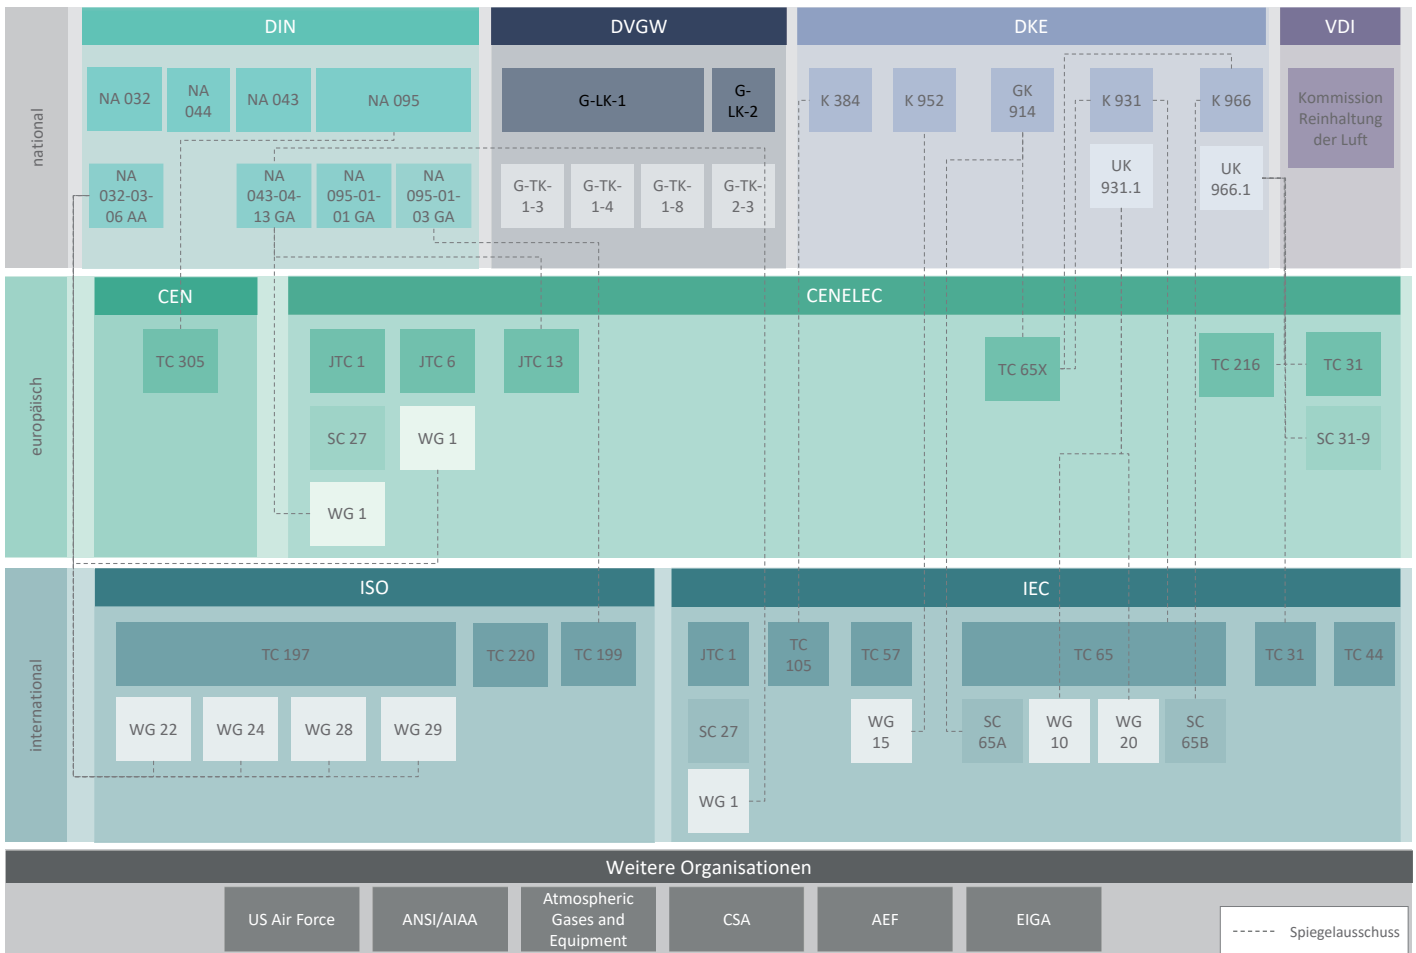 DIN
DVGW
DKE
VDI
national
NA 032
NA
044
NA 043
NA 095
G-LK-1
G-
LK-2
K 384
K 952
GK
914
K 931
K 966
Kommission
Reinhaltung
der Luft
NA
032-03-
06 AA
NA
043-04-
13 GA
NA
095-01-
01 GA
NA
095-01-
03 GA
G-TK-
1-3
G-TK-
1-4
G-TK-
1-8
G-TK-
2-3
UK
931.1
UK
966.1
europäisch
CEN
CENELEC
TC 305
JTC 1
JTC 6
JTC 13
TC 65X
TC 216
TC 31
SC 27
WG 1
SC 31-9
WG 1
international
ISO
IEC
TC 197
TC 220
TC 199
JTC 1
TC
105
TC 57
TC 65
TC 31
TC 44
WG 22
WG 24
WG 28
WG 29
SC 27
WG
15
SC
65A
WG
10
WG
20
SC
65B
WG 1
Weitere Organisationen
US Air Force
ANSI/AIAA
Atmospheric
Gases and
Equipment
CSA
AEF
EIGA
Spiegelausschuss